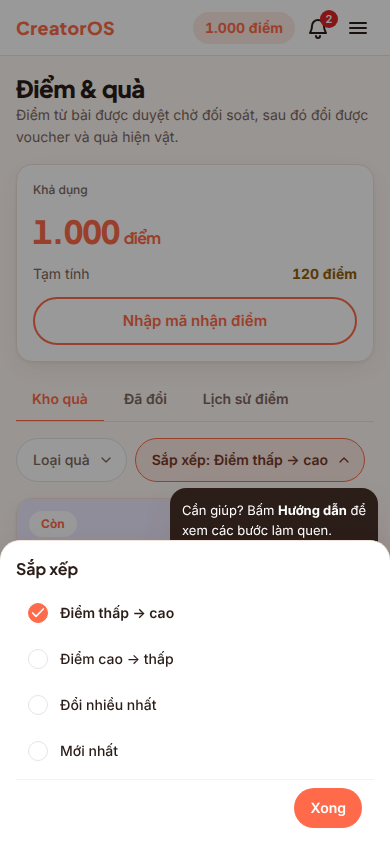 CreatorOS
1.000 điểm
2
Điểm & quà
Điểm từ bài được duyệt chờ đối soát, sau đó đổi được
voucher và quà hiện vật.
Khả dụng
1.000 điểm
Tạm tính
120 điểm
Nhập mã nhận điểm
Kho quà
Đã đổi
Lịch sử điểm
Loại quà
Sắp xếp: Điểm thấp → cao
Còn
Cần giúp? Bấm Hướng dẫn để
xem các bước làm quen.
Sắp xếp
Điểm thấp → cao
Điểm cao → thấp
Đổi nhiều nhất
Mới nhất
Xong